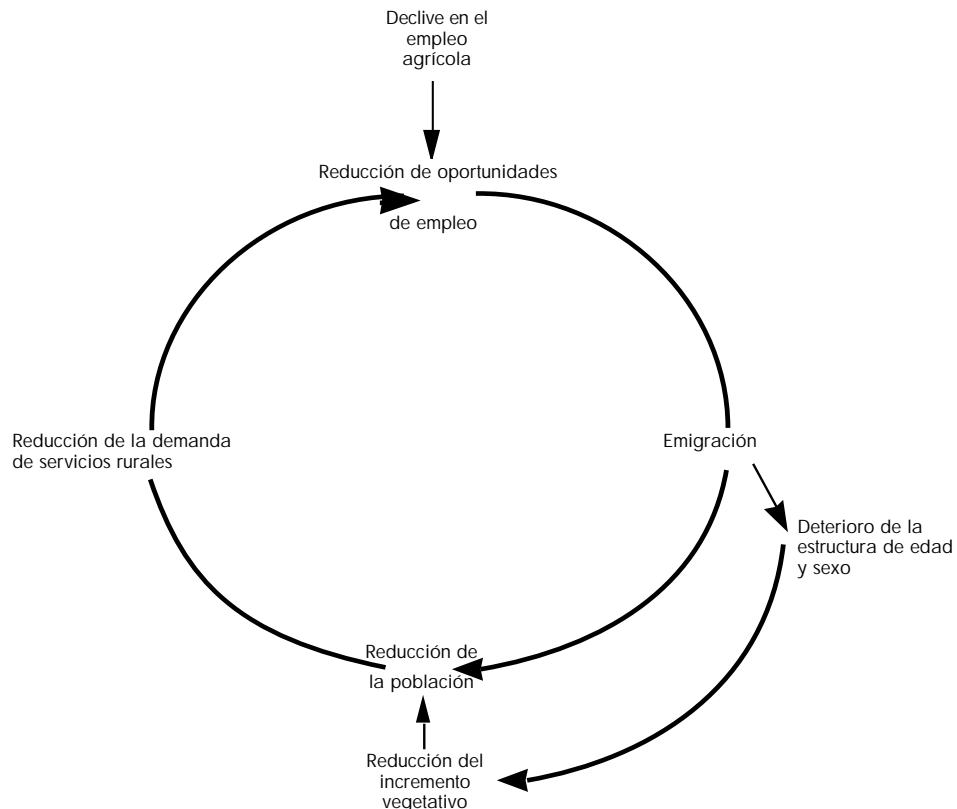 Declive en el
empleo
agrícola
Reducción de oportunidades
de empleo
Reducción de la demanda
de servicios rurales
Emigración
Deterioro de la
estructura de edad
y sexo
Reducción de
la población
Reducción del
incremento
vegetativo